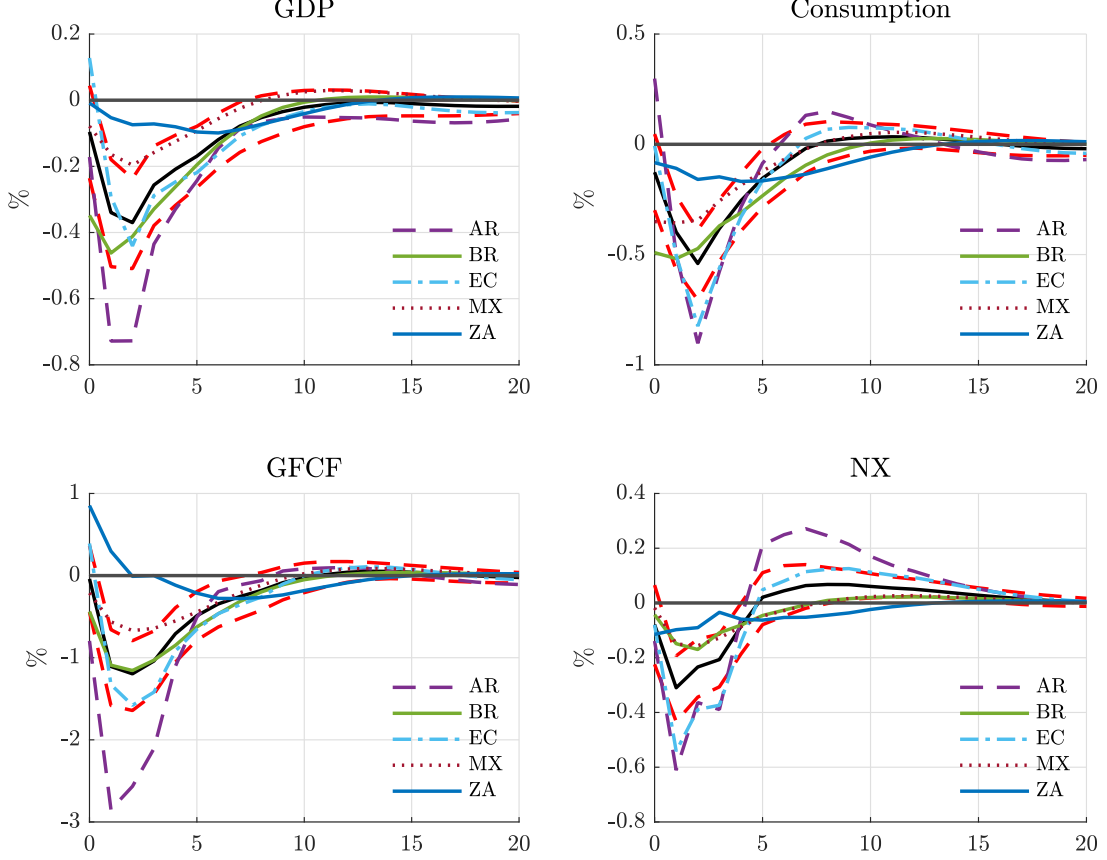 GDP
0.2
0
-0.2
-0.4
-0.6
-0.8
%
AR
BR
EC
MX
ZA
0 5 10 15 20
Consumption
0.5
0
-0.5
-1
%
AR
BR
EC
MX
ZA
0 5 10 15 20
GFCF
1
0
-1
-2
-3
%
AR
BR
EC
MX
ZA
0 5 10 15 20
NX
0.4
0.2
0
-0.2
-0.4
-0.6
-0.8
%
AR
BR
EC
MX
ZA
0 5 10 15 20